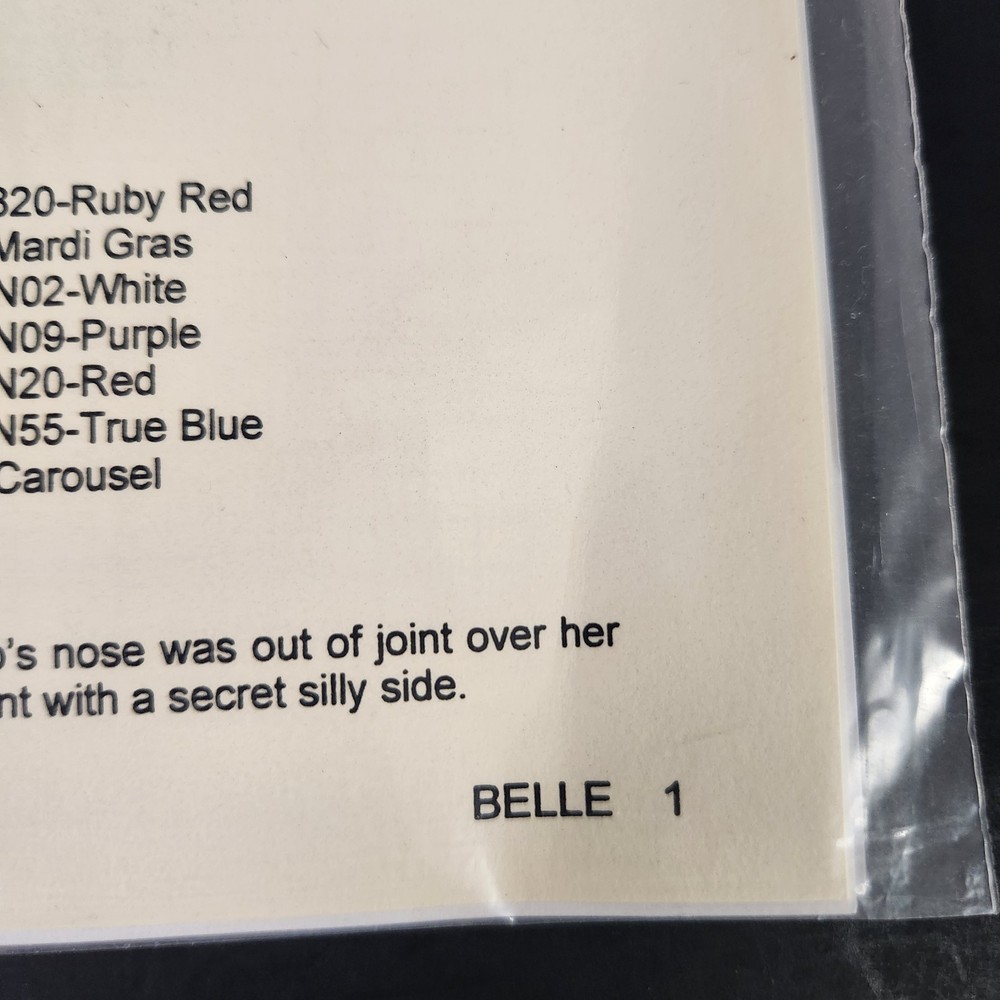 820-Ruby Red
Mardi Gras
N02-White
N09-Purple
N20-Red
N55-True Blue
Carousel
's nose was out of joint over her
nt with a secret silly side.
BELLE 1